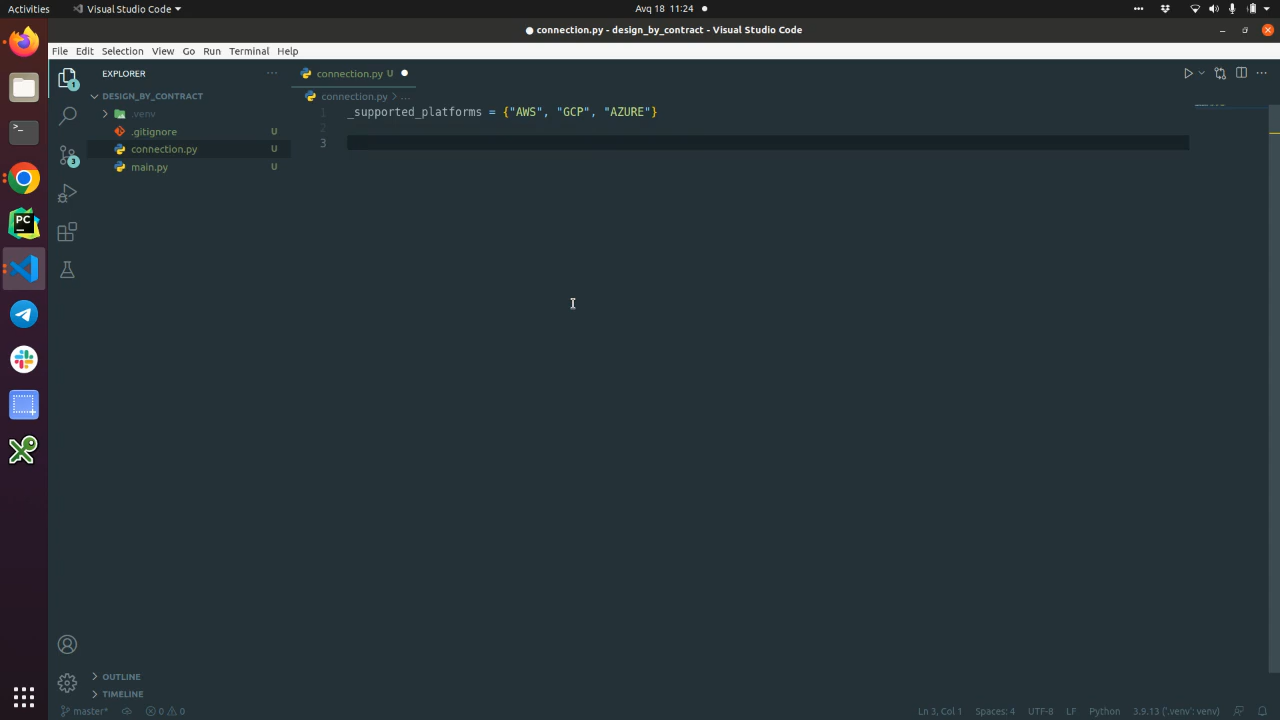 Activities
Visual Studio Code
Avq 18 11:24
connection.py - design_by_contract - Visual Studio Code
File Edit Selection View Go Run Terminal Help
EXPLORER
connection.py U
DESIGN_BY_CONTRACT
connection.py > ...
.venv
1 _supported_platforms = {"AWS", "GCP", "AZURE"}
.gitignore U
2
connection.py U
3
main.py U
1
3
PC
>_
OUTLINE
TIMELINE
master* 0 0
Ln 3, Col 1 Spaces: 4 UTF-8 LF Python 3.9.13 ('.venv': venv)